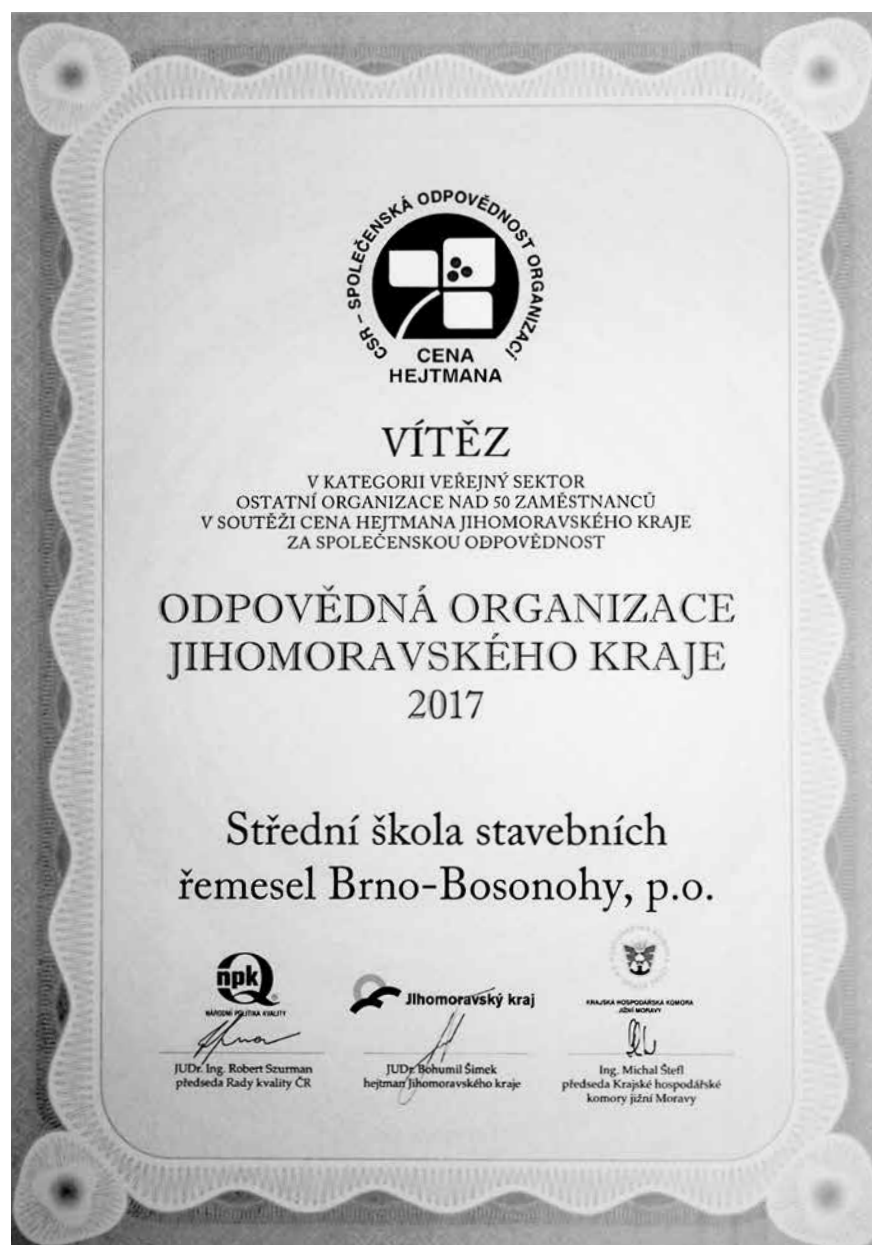 CSR – SPOLEČENSKÁ ODPOVĚDNOST ORGANIZACÍ
CENA
HEJTMANA
VÍTĚZ
V KATEGORII VEŘEJNÝ SEKTOR
OSTATNÍ ORGANIZACE NAD 50 ZAMĚSTNANCŮ
V SOUTĚŽI CENA HEJTMANA JIHOMORAVSKÉHO KRAJE
ZA SPOLEČENSKOU ODPOVĚDNOST
ODPOVĚDNÁ ORGANIZACE
JIHOMORAVSKÉHO KRAJE
2017
Střední škola stavebních
řemesel Brno-Bosonohy, p.o.
npk
NÁRODNÍ POLITIKA KVALITY
Jihomoravský kraj
KRAJSKÁ HOSPODÁŘSKÁ KOMORA
JIŽNÍ MORAVY
JUDr. Ing. Robert Szurman
předseda Rady kvality ČR
JUDr. Bohumil Šimek
hejtman Jihomoravského kraje
Ing. Michal Štefl
předseda Krajské hospodářské
komory jižní Moravy